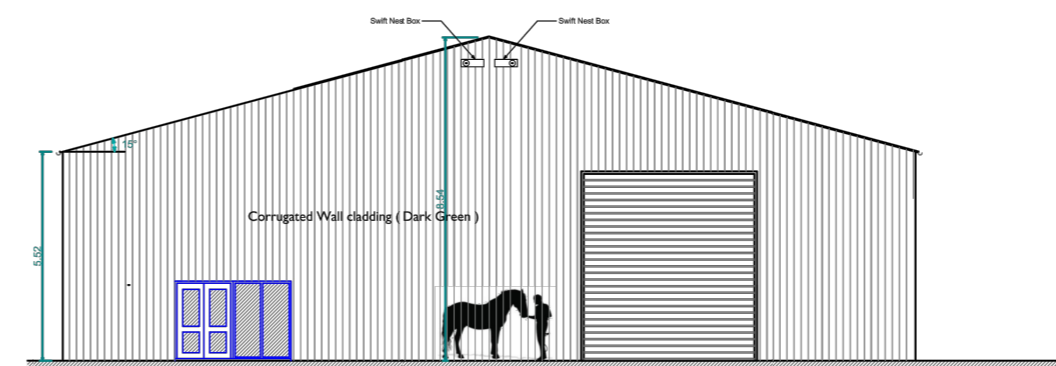 Swift Nest Box
Swift Nest Box
15°
8.54
Corrugated Wall cladding ( Dark Green )
5.52